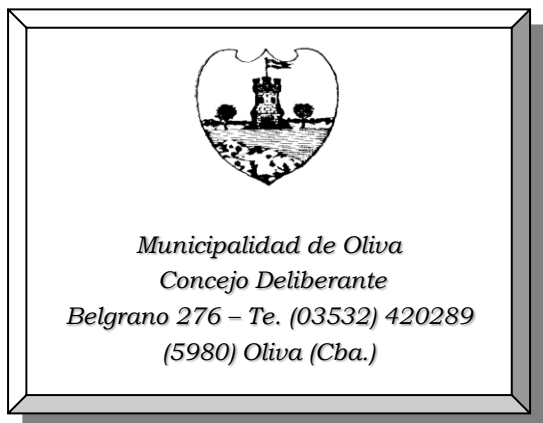 Municipalidad de Oliva
Concejo Deliberante
Belgrano 276 – Te. (03532) 420289
(5980) Oliva (Cba.)